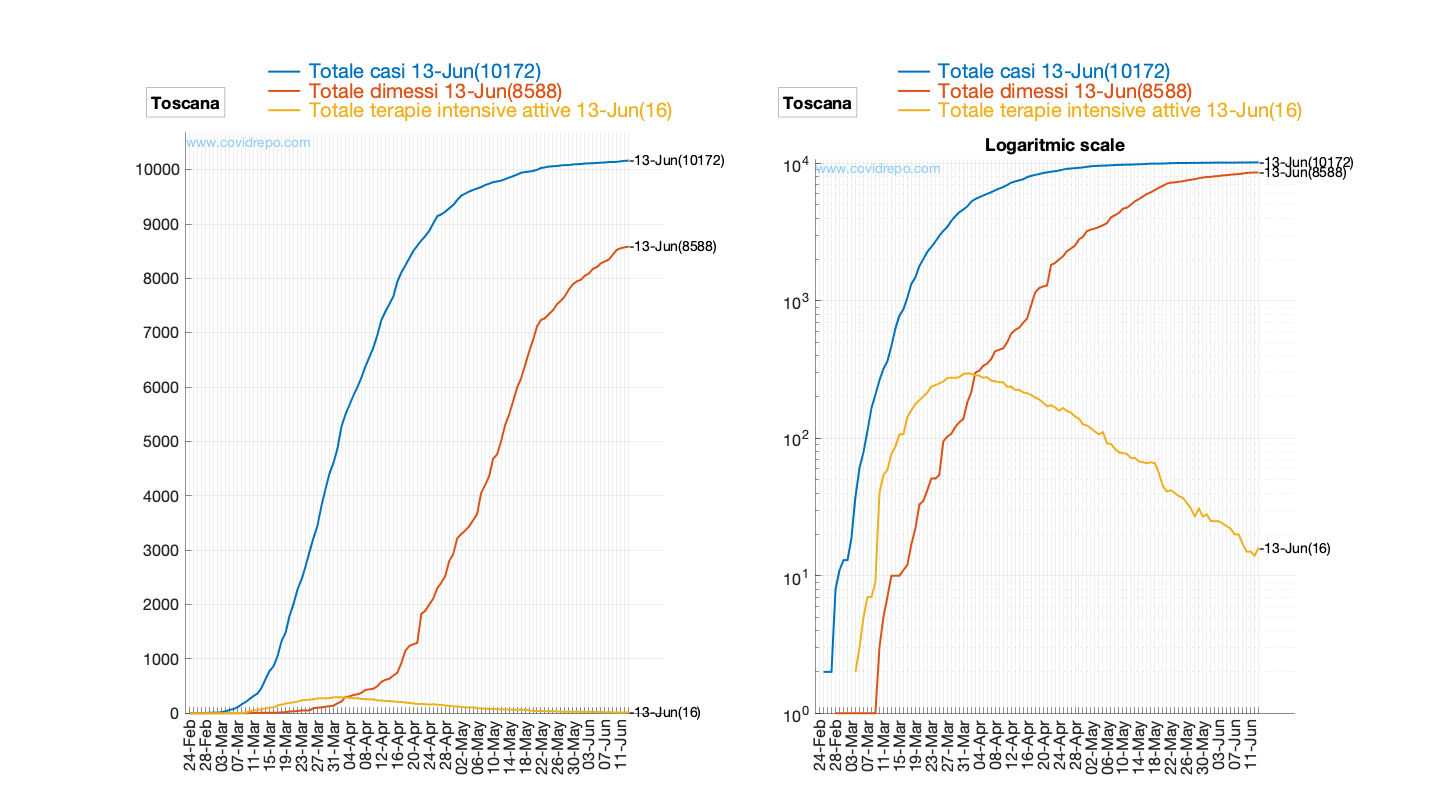 Totale casi 13-Jun(10172)
Totale dimessi 13-Jun(8588)
Totale terapie intensive attive 13-Jun(16)
Toscana
www.covidrepo.com
10000
9000
8000
7000
6000
5000
4000
3000
2000
1000
0
-13-Jun(10172)
-13-Jun(8588)
-13-Jun(16)
24-Feb
28-Feb
03-Mar
07-Mar
11-Mar
15-Mar
19-Mar
23-Mar
27-Mar
31-Mar
04-Apr
08-Apr
12-Apr
16-Apr
20-Apr
24-Apr
28-Apr
02-May
06-May
10-May
14-May
18-May
22-May
26-May
30-May
03-Jun
07-Jun
11-Jun
Totale casi 13-Jun(10172)
Totale dimessi 13-Jun(8588)
Totale terapie intensive attive 13-Jun(16)
Toscana
Logaritmic scale
www.covidrepo.com
10⁴
10³
10²
10¹
10⁰
-13-Jun(10172)
-13-Jun(8588)
-13-Jun(16)
24-Feb
28-Feb
03-Mar
07-Mar
11-Mar
15-Mar
19-Mar
23-Mar
27-Mar
31-Mar
04-Apr
08-Apr
12-Apr
16-Apr
20-Apr
24-Apr
28-Apr
02-May
06-May
10-May
14-May
18-May
22-May
26-May
30-May
03-Jun
07-Jun
11-Jun